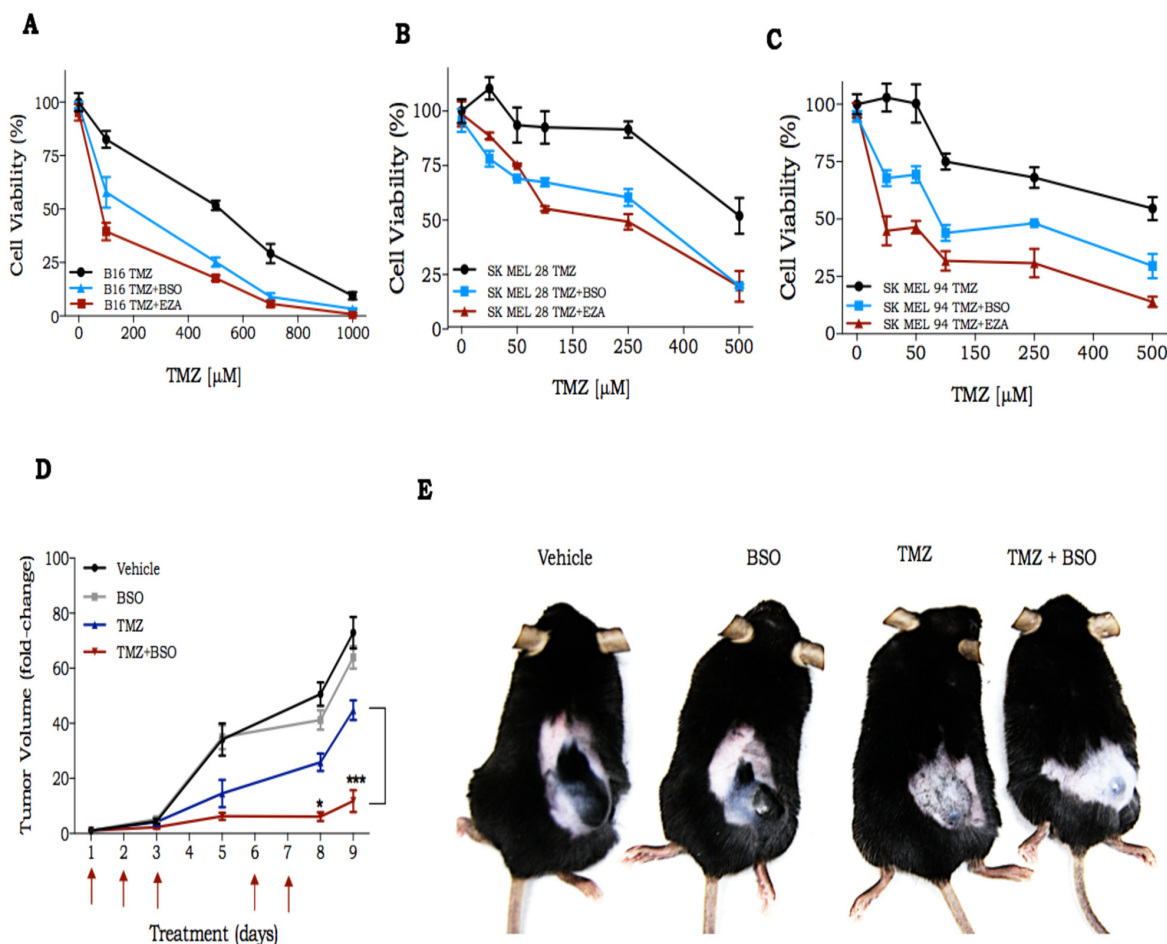 A
Cell Viability (%)
100
75
50
25
0
B16 TMZ
B16 TMZ+BSO
B16 TMZ+EZA
0 200 400 600 800 1000
TMZ [μM]
B
Cell Viability (%)
100
75
50
25
0
SK MEL 28 TMZ
SK MEL 28 TMZ+BSO
SK MEL 28 TMZ+EZA
0 50 150 250 400 500
TMZ [μM]
C
Cell Viability (%)
100
75
50
25
0
SK MEL 94 TMZ
SK MEL 94 TMZ+BSO
SK MEL 94 TMZ+EZA
0 50 150 250 400 500
TMZ [μM]
D
Tumor Volume (fold-change)
100
80
60
40
20
0
Vehicle
BSO
TMZ
TMZ+BSO
*
***
1 2 3 4 5 6 7 8 9
Treatment (days)
E
Vehicle BSO TMZ TMZ + BSO